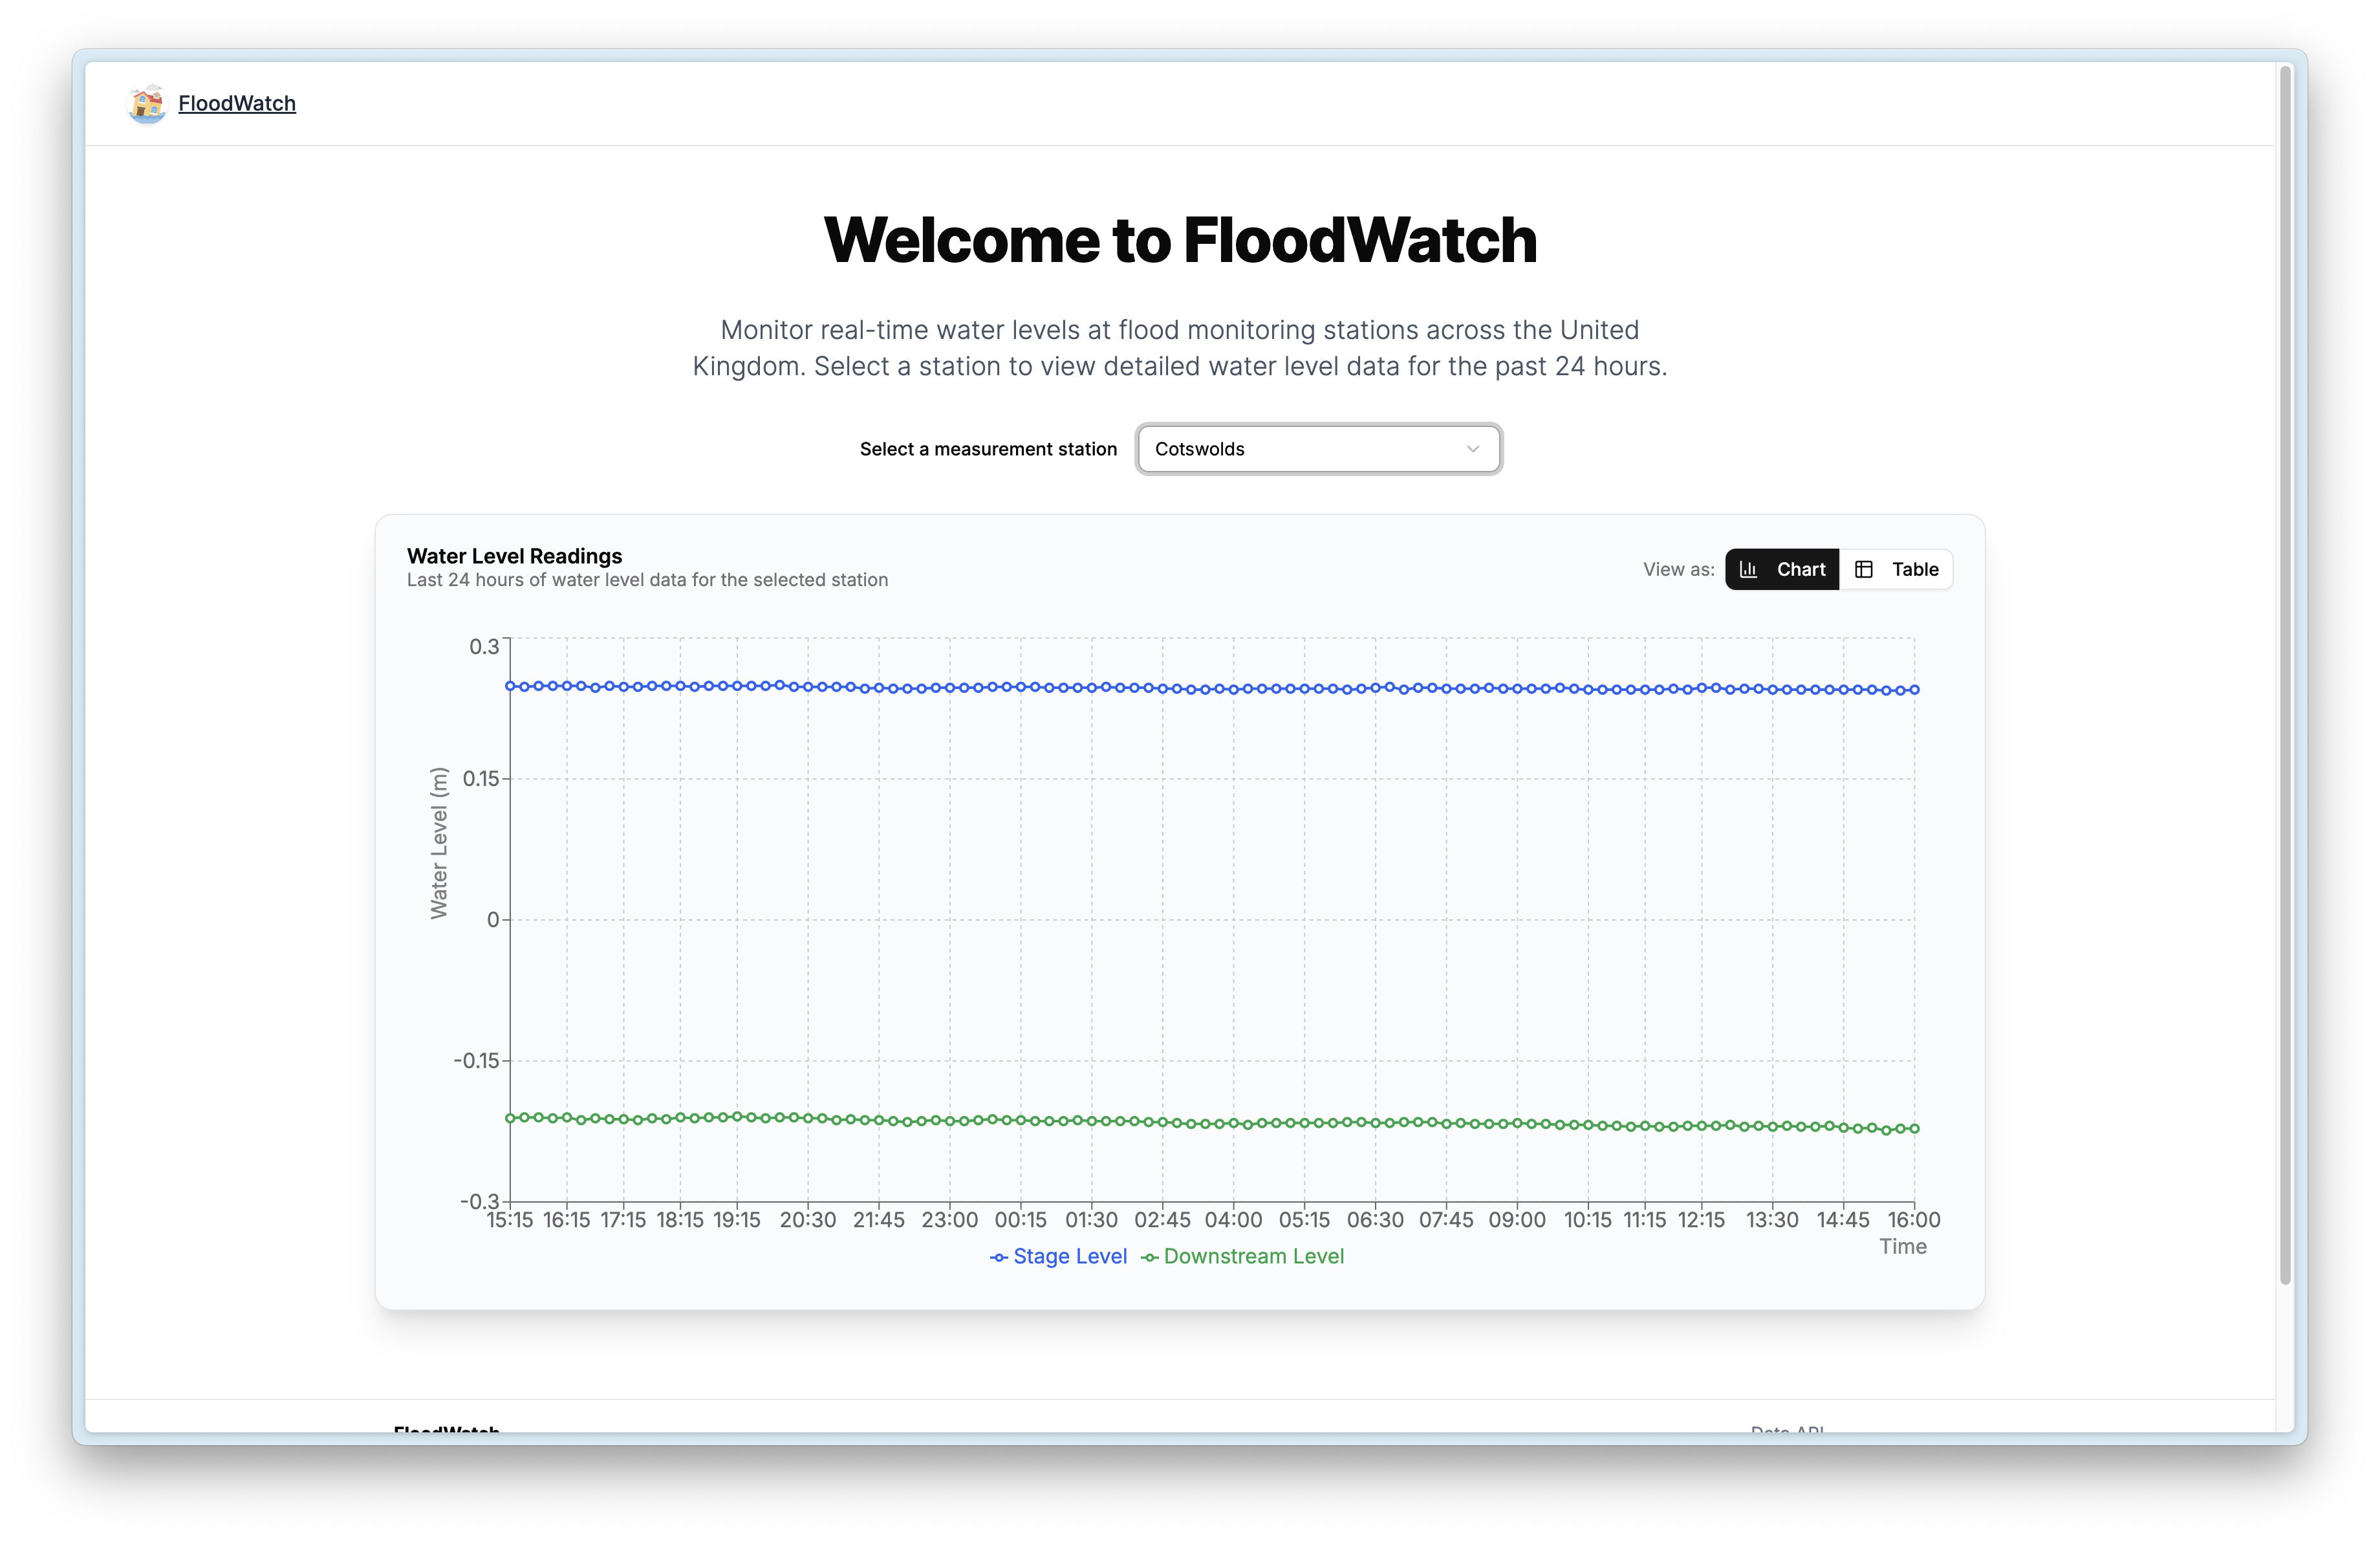 FloodWatch
Welcome to FloodWatch
Monitor real-time water levels at flood monitoring stations across the United
Kingdom. Select a station to view detailed water level data for the past 24 hours.
Select a measurement station Cotswolds
Water Level Readings
Last 24 hours of water level data for the selected station
View as: Chart Table
0.3
0.15
0
-0.15
-0.3
Water Level (m)
15:15 16:15 17:15 18:15 19:15 20:30 21:45 23:00 00:15 01:30 02:45 04:00 05:15 06:30 07:45 09:00 10:15 11:15 12:15 13:30 14:45 16:00
Time
Stage Level Downstream Level
FloodWatch Data API